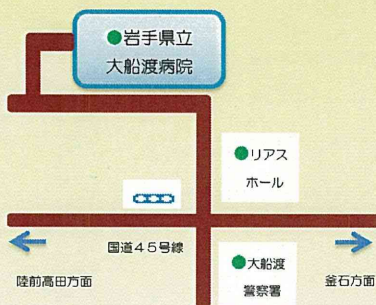 ●岩手県立
大船渡病院
●リアス
ホール
国道45号線
●大船渡
警察署
陸前高田方面
釜石方面